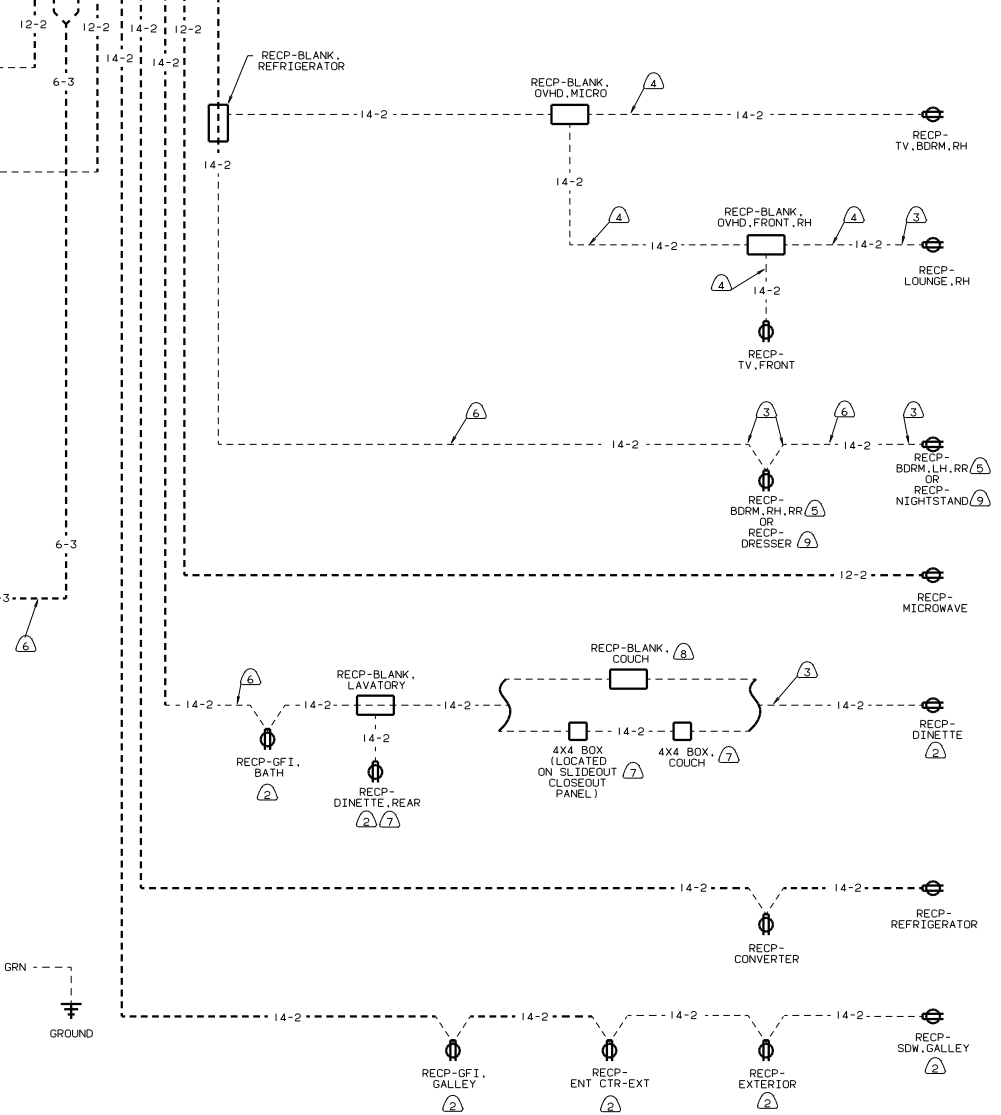 12-2
12-2
14-2
12-2
14-2
14-2
6-3
RECP-BLANK,
REFRIGERATOR
14-2
RECP-BLANK,
OVHD,MICRO
4
14-2
RECP-
TV,BDRM,RH
14-2
14-2
4
14-2
RECP-BLANK,
OVHD,FRONT,RH
4
3
14-2
RECP-
LOUNGE,RH
4
14-2
RECP-
TV,FRONT
6
14-2
3
6
14-2
3
RECP-
BDRM,LH,RR 5
OR
RECP-
NIGHTSTAND 9
RECP-
BDRM,RH,RR 5
OR
RECP-
DRESSER 9
6-3
12-2
RECP-
MICROWAVE
3
6
14-2
6
14-2
RECP-BLANK,
LAVATORY
14-2
RECP-BLANK,
COUCH 8
3
14-2
RECP-
DINETTE
2
14-2
14-2
RECP-GFI,
BATH
2
RECP-
DINETTE,REAR
2 7
4X4 BOX
(LOCATED
ON SLIDEOUT
CLOSEOUT
PANEL)
7
4X4 BOX,
COUCH
7
14-2
14-2
RECP-
REFRIGERATOR
RECP-
CONVERTER
GRN
GROUND
14-2
14-2
14-2
14-2
RECP-
SDW,GALLEY
2
RECP-GFI,
GALLEY
2
RECP-
ENT CTR-EXT
2
RECP-
EXTERIOR
2